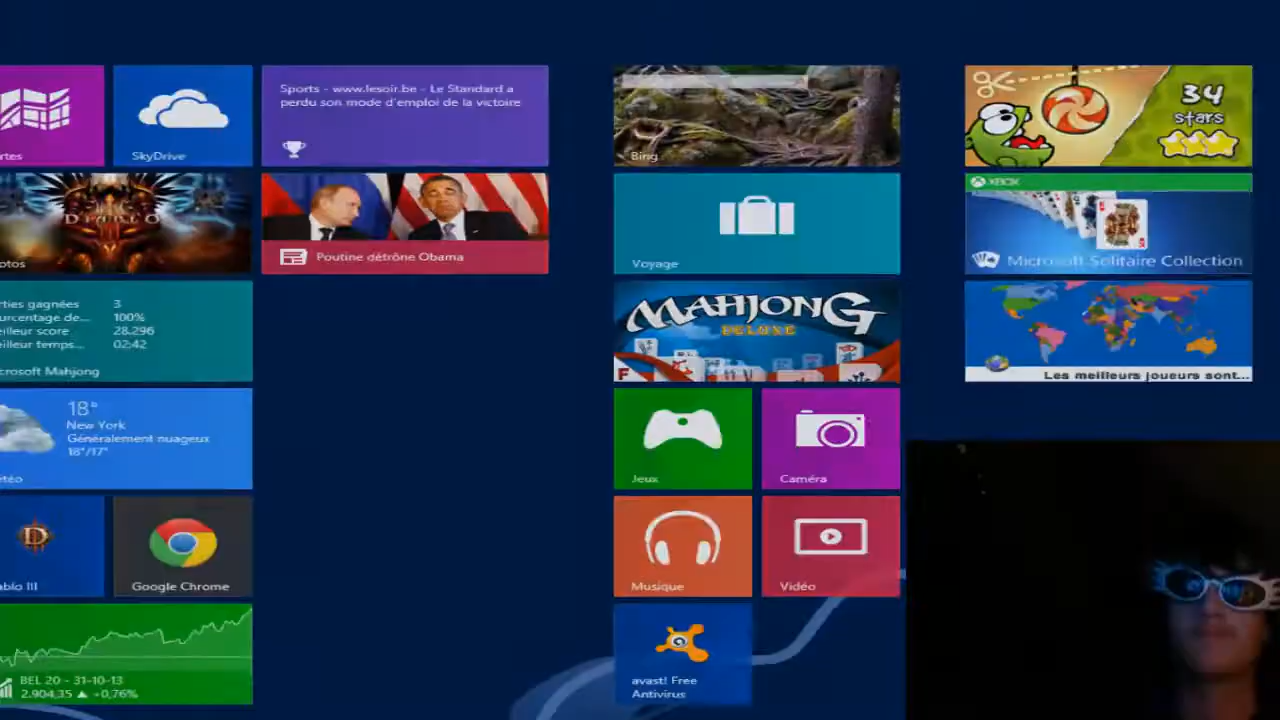 rtes
SkyDrive
Sports - www.lesoir.be - Le Standard a
perdu son mode d'emploi de la victoire
Bing
34
stars
DIABLO
otos
Poutine détrône Obama
Voyage
XBOX
Microsoft Solitaire Collection
rties gagnées 3
urcentage de... 100%
eilleur score 28.296
eilleur temps... 02:42
crosoft Mahjong
MAHJONG
DELUXE
F
Les meilleurs joueurs sont...
18°
New York
Généralement nuageux
18°/17°
étéo
Jeux
Caméra
D
ablo III
Google Chrome
Musique
Vidéo
BEL 20 - 31-10-13
2.904,35 ▲ +0,76%
avast! Free
Antivirus